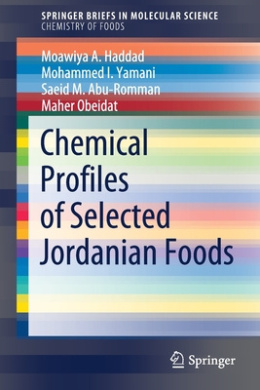 SPRINGER BRIEFS IN MOLECULAR SCIENCE
CHEMISTRY OF FOODS
Moawiya A. Haddad
Mohammed I. Yamani
Saeid M. Abu-Romman
Maher Obeidat
Chemical
Profiles
of Selected
Jordanian Foods
Springer